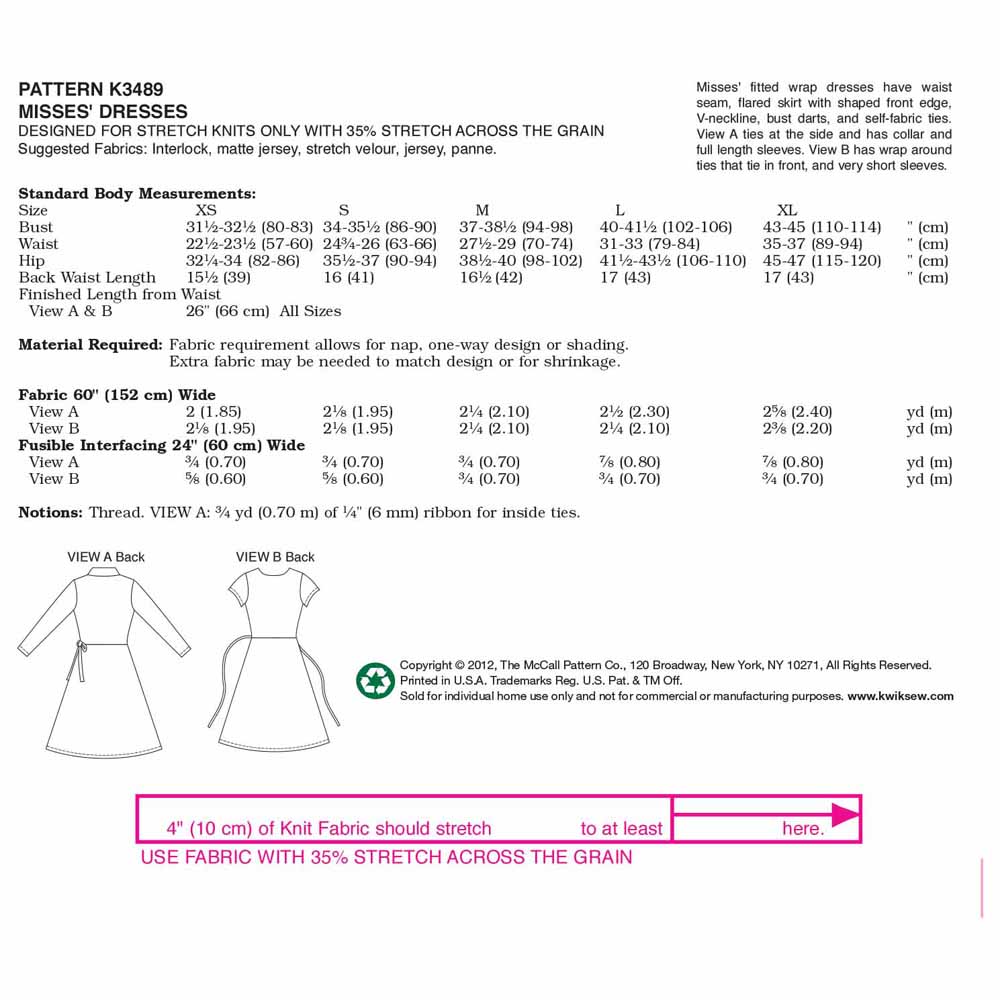 PATTERN K3489
MISSES' DRESSES
DESIGNED FOR STRETCH KNITS ONLY WITH 35% STRETCH ACROSS THE GRAIN
Suggested Fabrics: Interlock, matte jersey, stretch velour, jersey, panne.
Misses' fitted wrap dresses have waist
seam, flared skirt with shaped front edge,
V-neckline, bust darts, and self-fabric ties.
View A ties at the side and has collar and
full length sleeves. View B has wrap around
ties that tie in front, and very short sleeves.
Standard Body Measurements:
Size XS S M L XL
Bust 31½-32½ (80-83) 34-35½ (86-90) 37-38½ (94-98) 40-41½ (102-106) 43-45 (110-114) " (cm)
Waist 22½-23½ (57-60) 24¾-26 (63-66) 27½-29 (70-74) 31-33 (79-84) 35-37 (89-94) " (cm)
Hip 32¼-34 (82-86) 35½-37 (90-94) 38½-40 (98-102) 41½-43½ (106-110) 45-47 (115-120) " (cm)
Back Waist Length 15½ (39) 16 (41) 16½ (42) 17 (43) 17 (43) " (cm)
Finished Length from Waist
View A & B 26" (66 cm) All Sizes
Material Required: Fabric requirement allows for nap, one-way design or shading.
Extra fabric may be needed to match design or for shrinkage.
Fabric 60" (152 cm) Wide
View A 2 (1.85) 2⅛ (1.95) 2¼ (2.10) 2½ (2.30) 2⅝ (2.40) yd (m)
View B 2⅛ (1.95) 2⅛ (1.95) 2¼ (2.10) 2¼ (2.10) 2⅜ (2.20) yd (m)
Fusible Interfacing 24" (60 cm) Wide
View A ¾ (0.70) ¾ (0.70) ¾ (0.70) ⅞ (0.80) ⅞ (0.80) yd (m)
View B ⅝ (0.60) ⅝ (0.60) ¾ (0.70) ¾ (0.70) ¾ (0.70) yd (m)
Notions: Thread. VIEW A: ¾ yd (0.70 m) of ¼" (6 mm) ribbon for inside ties.
VIEW A Back VIEW B Back
Copyright © 2012, The McCall Pattern Co., 120 Broadway, New York, NY 10271, All Rights Reserved.
Printed in U.S.A. Trademarks Reg. U.S. Pat. & TM Off.
Sold for individual home use only and not for commercial or manufacturing purposes. www.kwiksew.com
4" (10 cm) of Knit Fabric should stretch to at least here.
USE FABRIC WITH 35% STRETCH ACROSS THE GRAIN